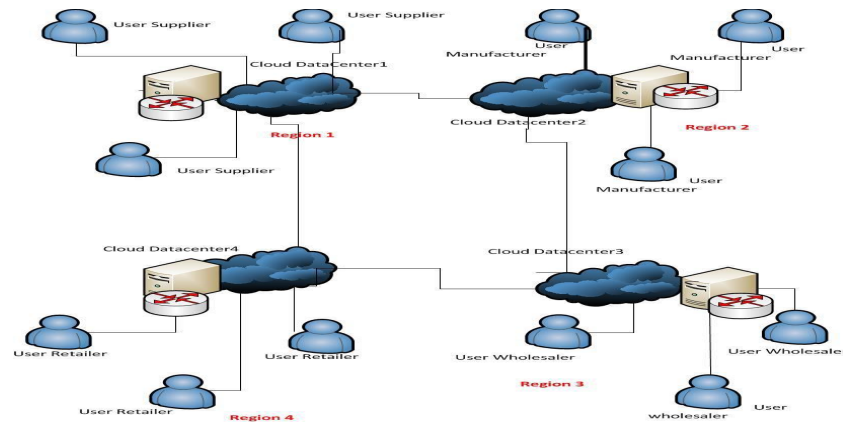 User Supplier
User Supplier
Cloud DataCenter1
Region 1
User Supplier
User
Manufacturer
User
Manufacturer
Cloud Datacenter2
Region 2
User
Manufacturer
Cloud Datacenter4
User Retailer
User Retailer
User Retailer
Region 4
Cloud Datacenter3
User Wholesaler
User Wholesale
Region 3
User
wholesaler